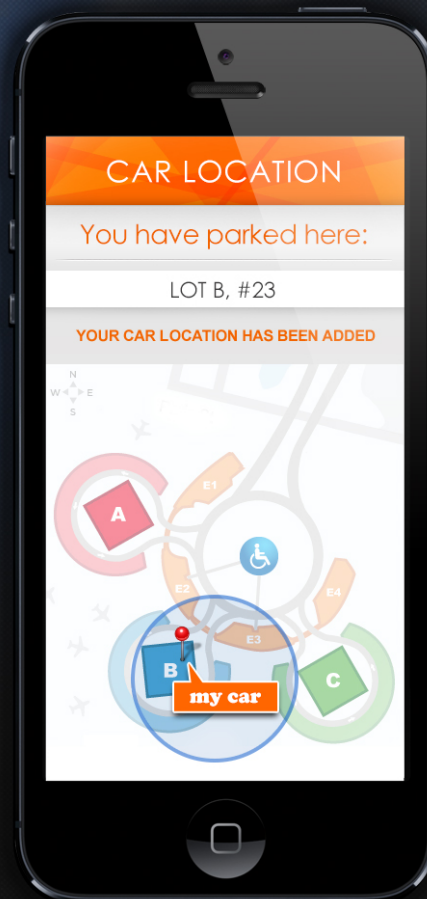 CAR LOCATION
You have parked here:
LOT B, #23
YOUR CAR LOCATION HAS BEEN ADDED
N
W E
S
E1
A
E2
E4
E3
B
C
my car